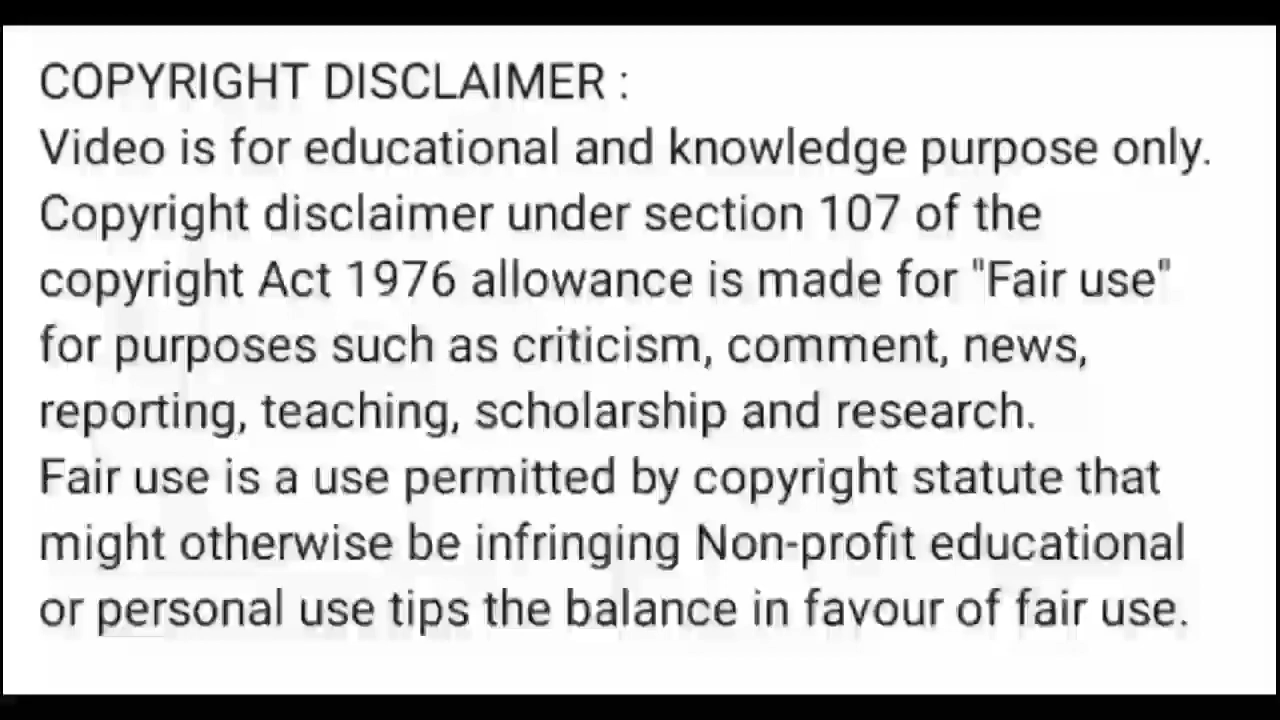 COPYRIGHT DISCLAIMER :
Video is for educational and knowledge purpose only.
Copyright disclaimer under section 107 of the
copyright Act 1976 allowance is made for "Fair use"
for purposes such as criticism, comment, news,
reporting, teaching, scholarship and research.
Fair use is a use permitted by copyright statute that
might otherwise be infringing Non-profit educational
or personal use tips the balance in favour of fair use.